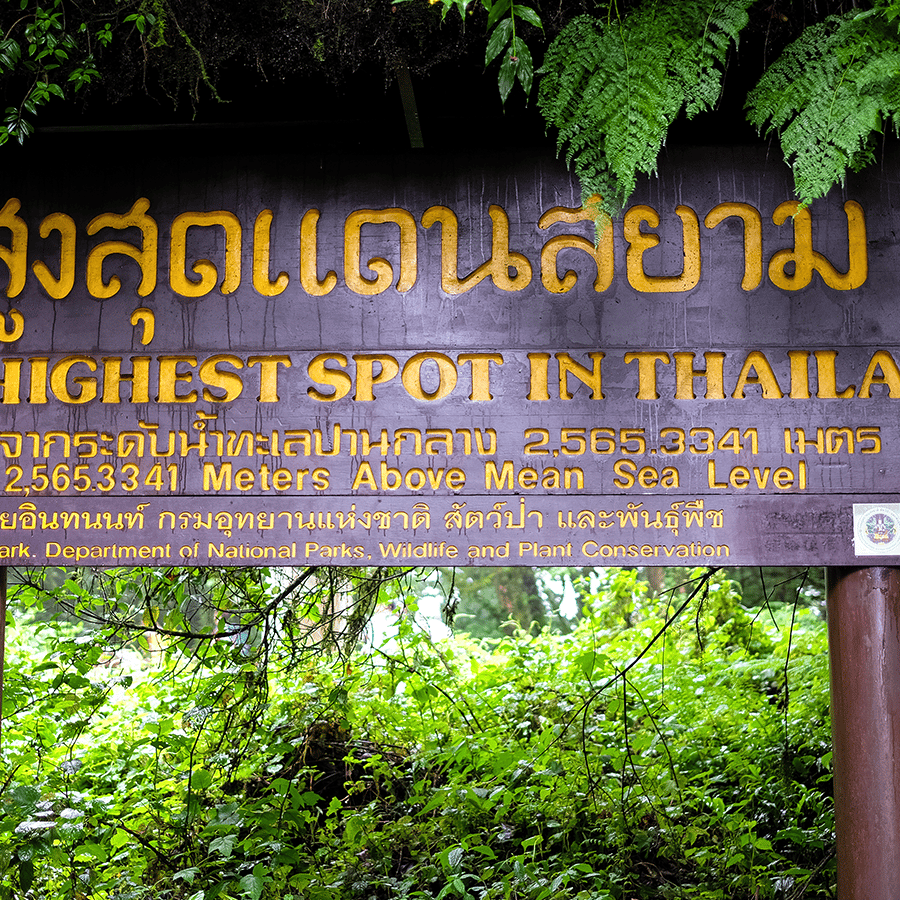 สูงสุดแดนสยาม
HIGHEST SPOT IN THAILA
จากระดับน้ำทะเลปานกลาง 2,565.3341 เมตร
2,565.3341 Meters Above Mean Sea Level
ยอินทนนท์ กรมอุทยานแห่งชาติ สัตว์ป่า และพันธุ์พืช
ark. Department of National Parks, Wildlife and Plant Conservation